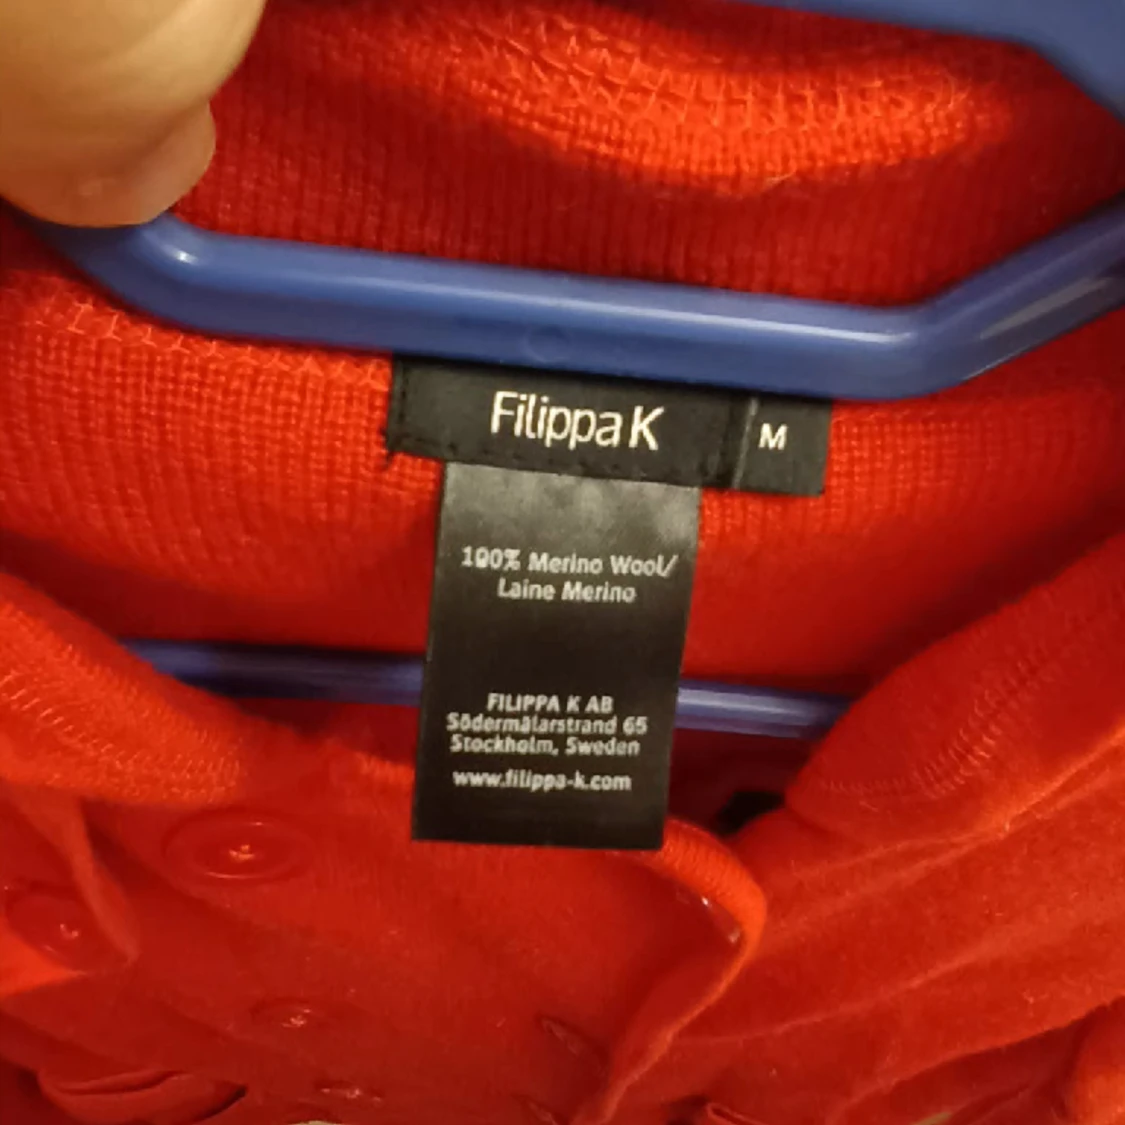 Filippa K
M
100% Merino Wool/
Laine Merino
FILIPPA K AB
Södermälarstrand 65
Stockholm, Sweden
www.filippa-k.com